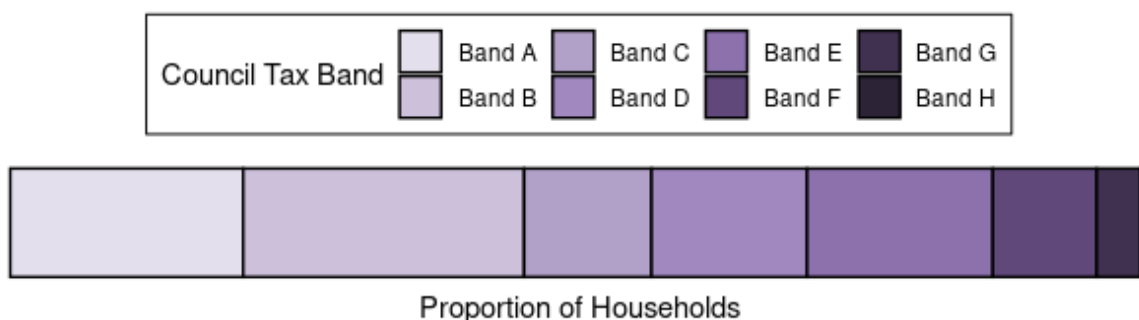 Council Tax Band
Band A
Band B
Band C
Band D
Band E
Band F
Band G
Band H
Proportion of Households